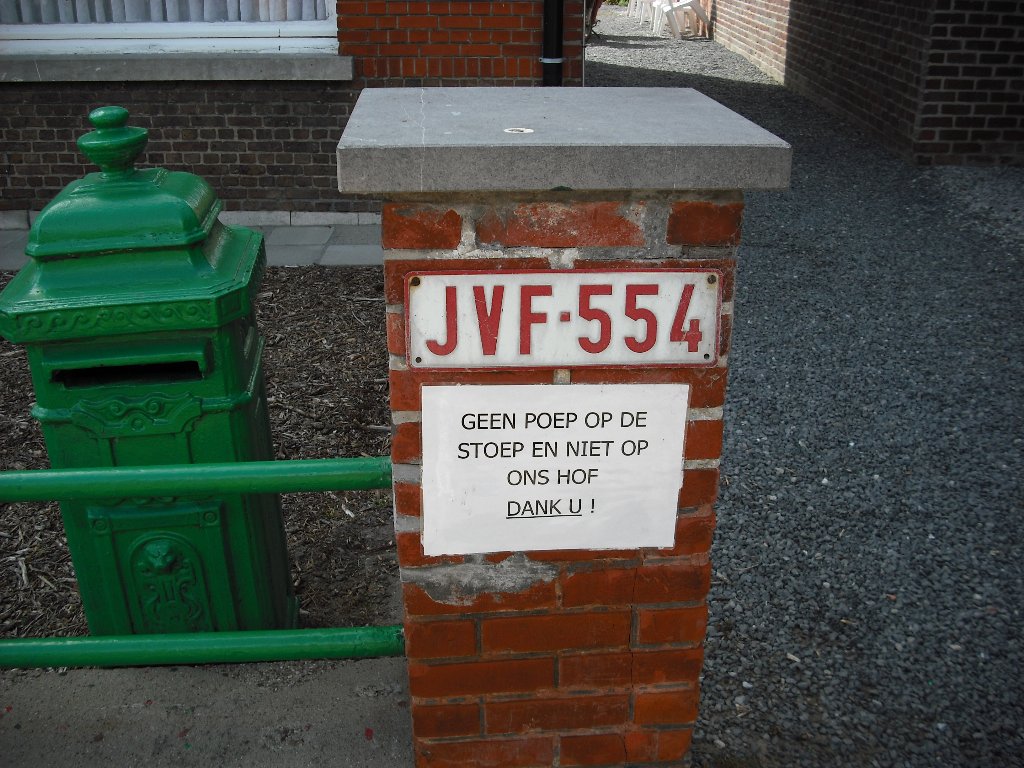 JVF-554
GEEN POEP OP DE
STOEP EN NIET OP
ONS HOF
DANK U !